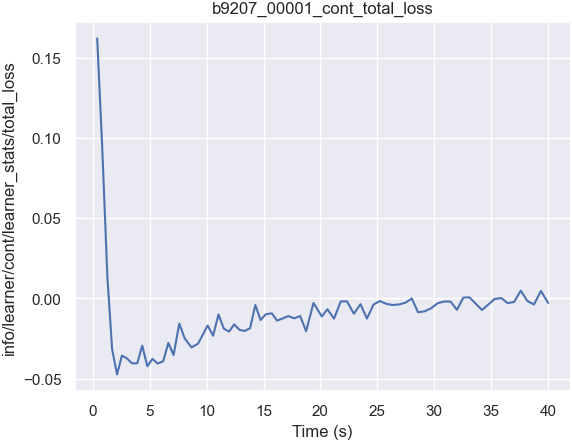 b9207_00001_cont_total_loss
info/learner/cont/learner_stats/total_loss
0.15
0.10
0.05
0.00
−0.05
0 5 10 15 20 25 30 35 40
Time (s)